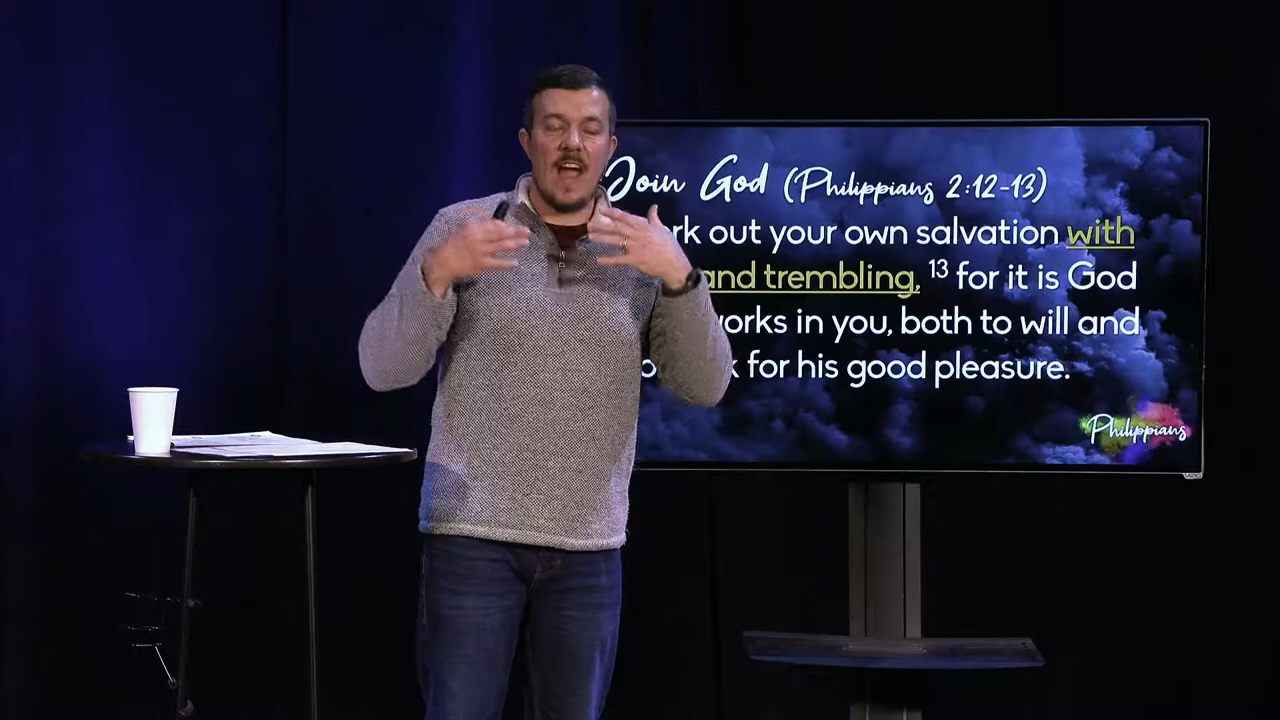 Join God (Philippians 2:12-13)
out your own salvation with
and trembling, 13 for it is God
in you, both to will and
for his good pleasure.
Philippians